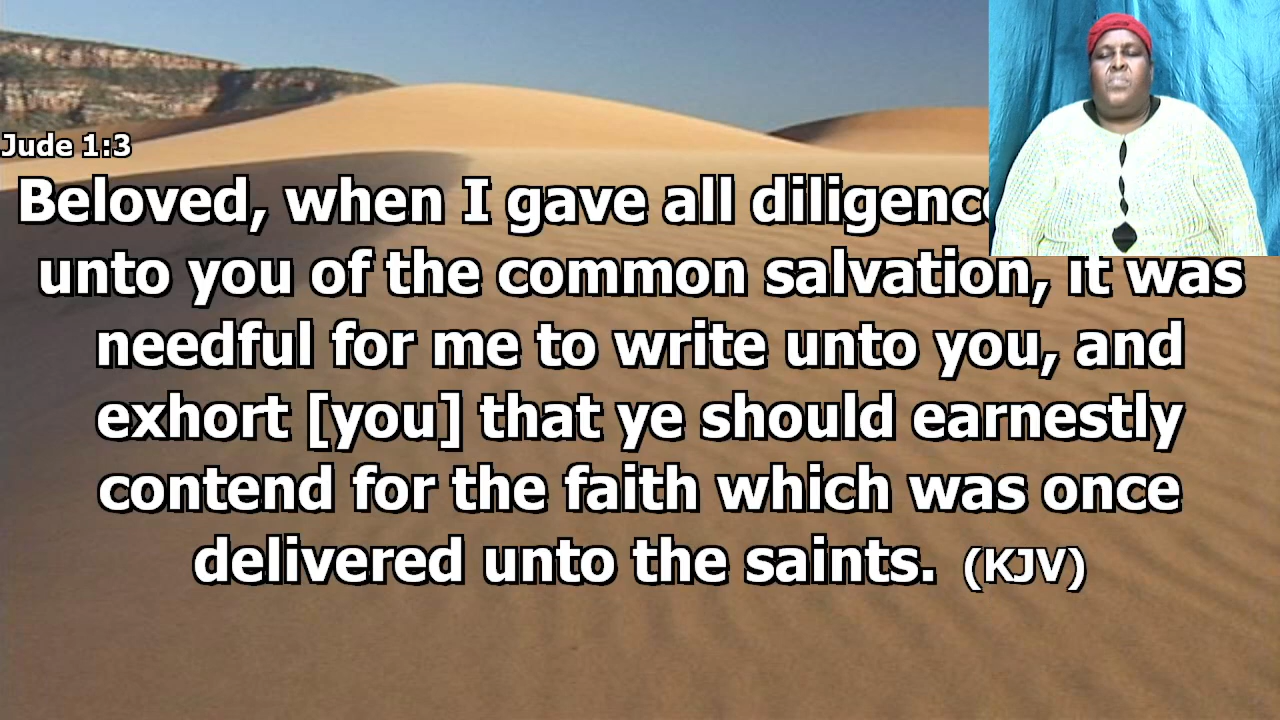 Jude 1:3
Beloved, when I gave all diligenc
unto you of the common salvation, it was
needful for me to write unto you, and
exhort [you] that ye should earnestly
contend for the faith which was once
delivered unto the saints. (KJV)